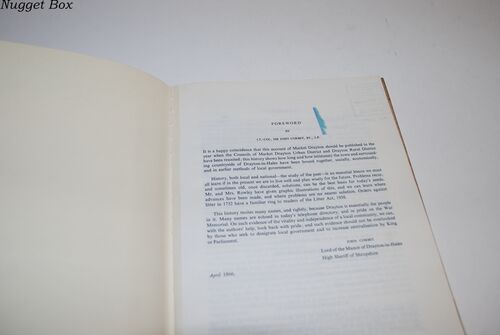 Nugget Box
FOREWORD
BY
LT.-COL. SIR JOHN CORBET, BT., J.P.
It is a happy coincidence that this account of Market Drayton should be published in the
year when the Councils of Market Drayton Urban District and Drayton Rural District
have been reunited; this history shows how long and how intimately the town and surround-
ing countryside of Drayton-in-Hales have been bound together, socially, economically,
and in earlier methods of local government.
History, both local and national - the study of the past - is an essential lesson we must
all learn if in the present we are to live well and plan wisely for the future. Problems recur,
and sometimes old, once discarded, solutions, can be the best basis for today's needs.
Mr. and Mrs. Rowley have given graphic illustrations of this, and we can learn where
advances have been made, and where problems are no nearer solution. Orders against
litter in 1752 have a familiar ring to readers of the Litter Act, 1958.
This history recites many names, and rightly, because Drayton is essentially the people
in it. Many names are echoed in today's telephone directory, and in pride on the War
Memorial. On such evidence of the vitality and independence of a local community, we can,
with the authors' help, look back with pride; and such evidence should not be overlooked
by those who seek to denigrate local government and to increase centralisation by King
or Parliament.
JOHN CORBET
Lord of the Manor of Drayton-in-Hales
High Sheriff of Shropshire
April 1966.